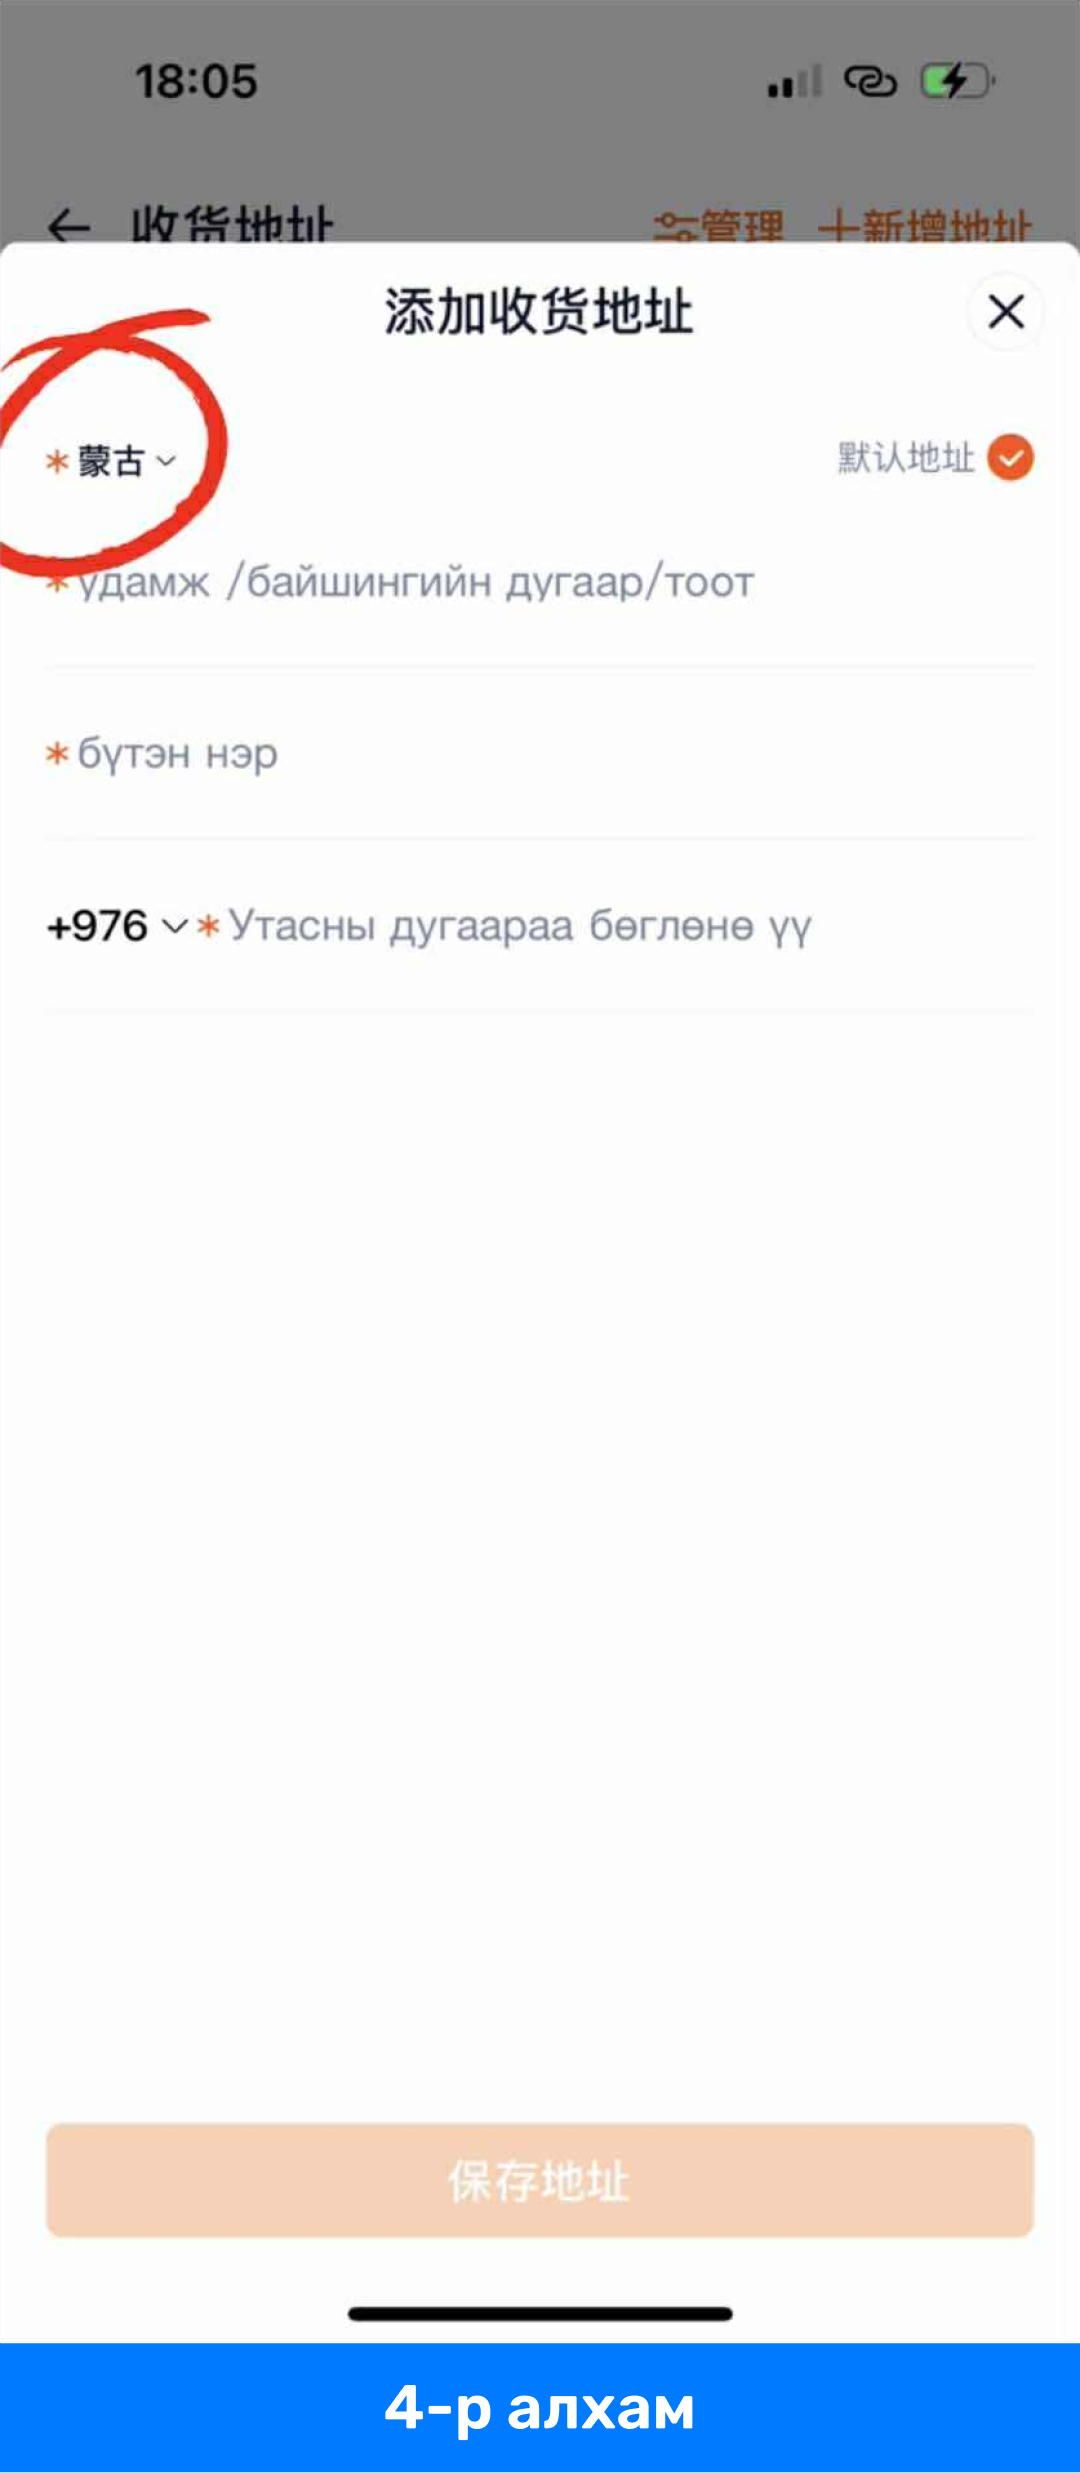 18:05
收货地址
管理
十新增地址
添加收货地址
*蒙古
默认地址
*удамж /байшингийн дугаар/тоот
*бүтэн нэр
+976 *Утасны дугаараа бөглөнө үү
保存地址
4-р алхам